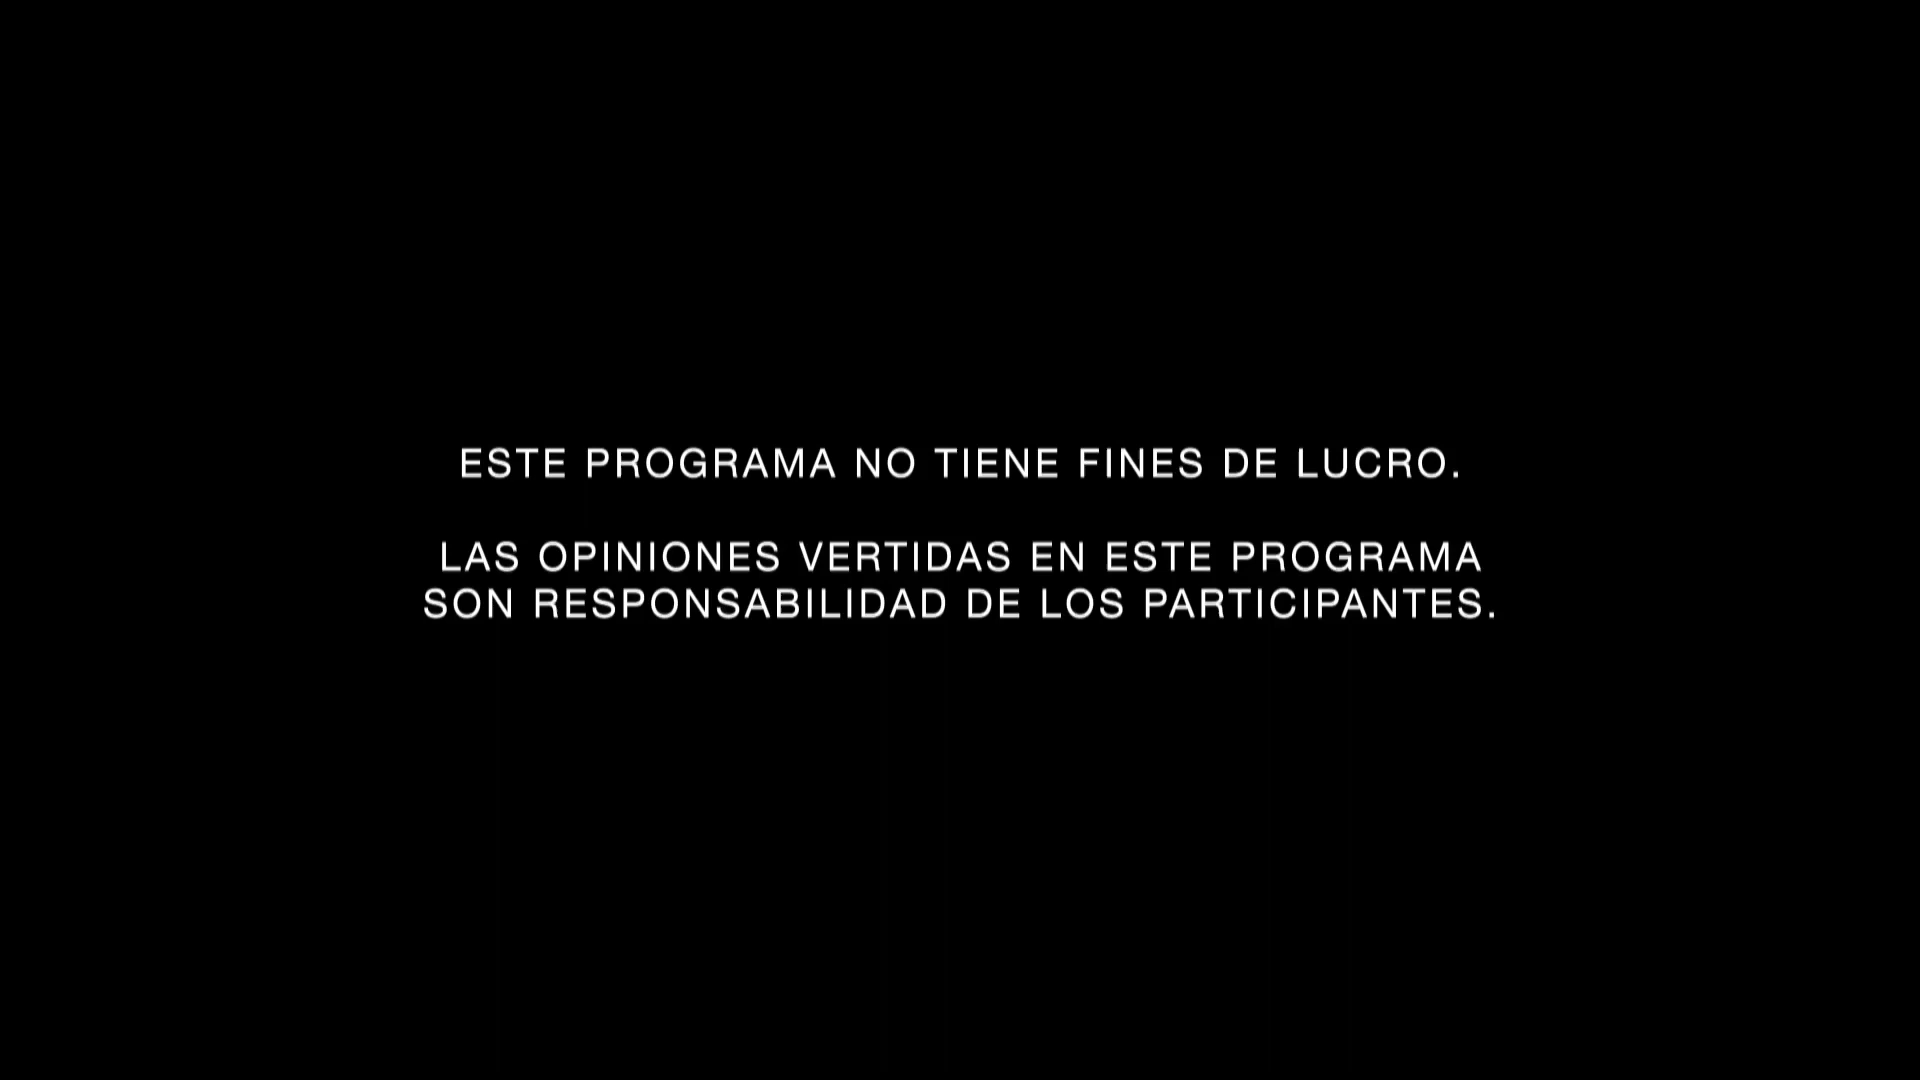 ESTE PROGRAMA NO TIENE FINES DE LUCRO.
LAS OPINIONES VERTIDAS EN ESTE PROGRAMA
SON RESPONSABILIDAD DE LOS PARTICIPANTES.